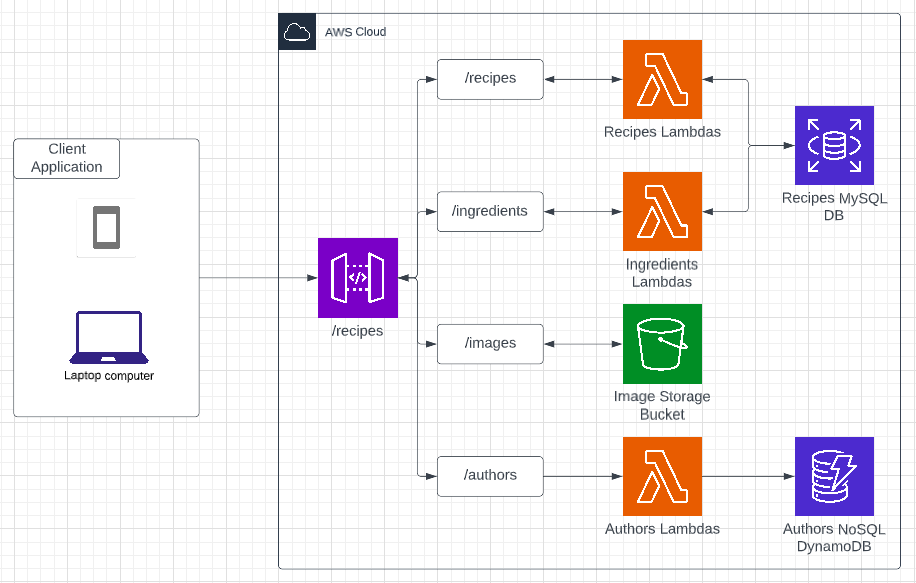 AWS Cloud
/recipes
Recipes Lambdas
Client
Application
Recipes MySQL
DB
/ingredients
Ingredients
Lambdas
</>
/recipes
/images
Laptop computer
Image Storage
Bucket
/authors
Authors Lambdas
Authors NoSQL
DynamoDB